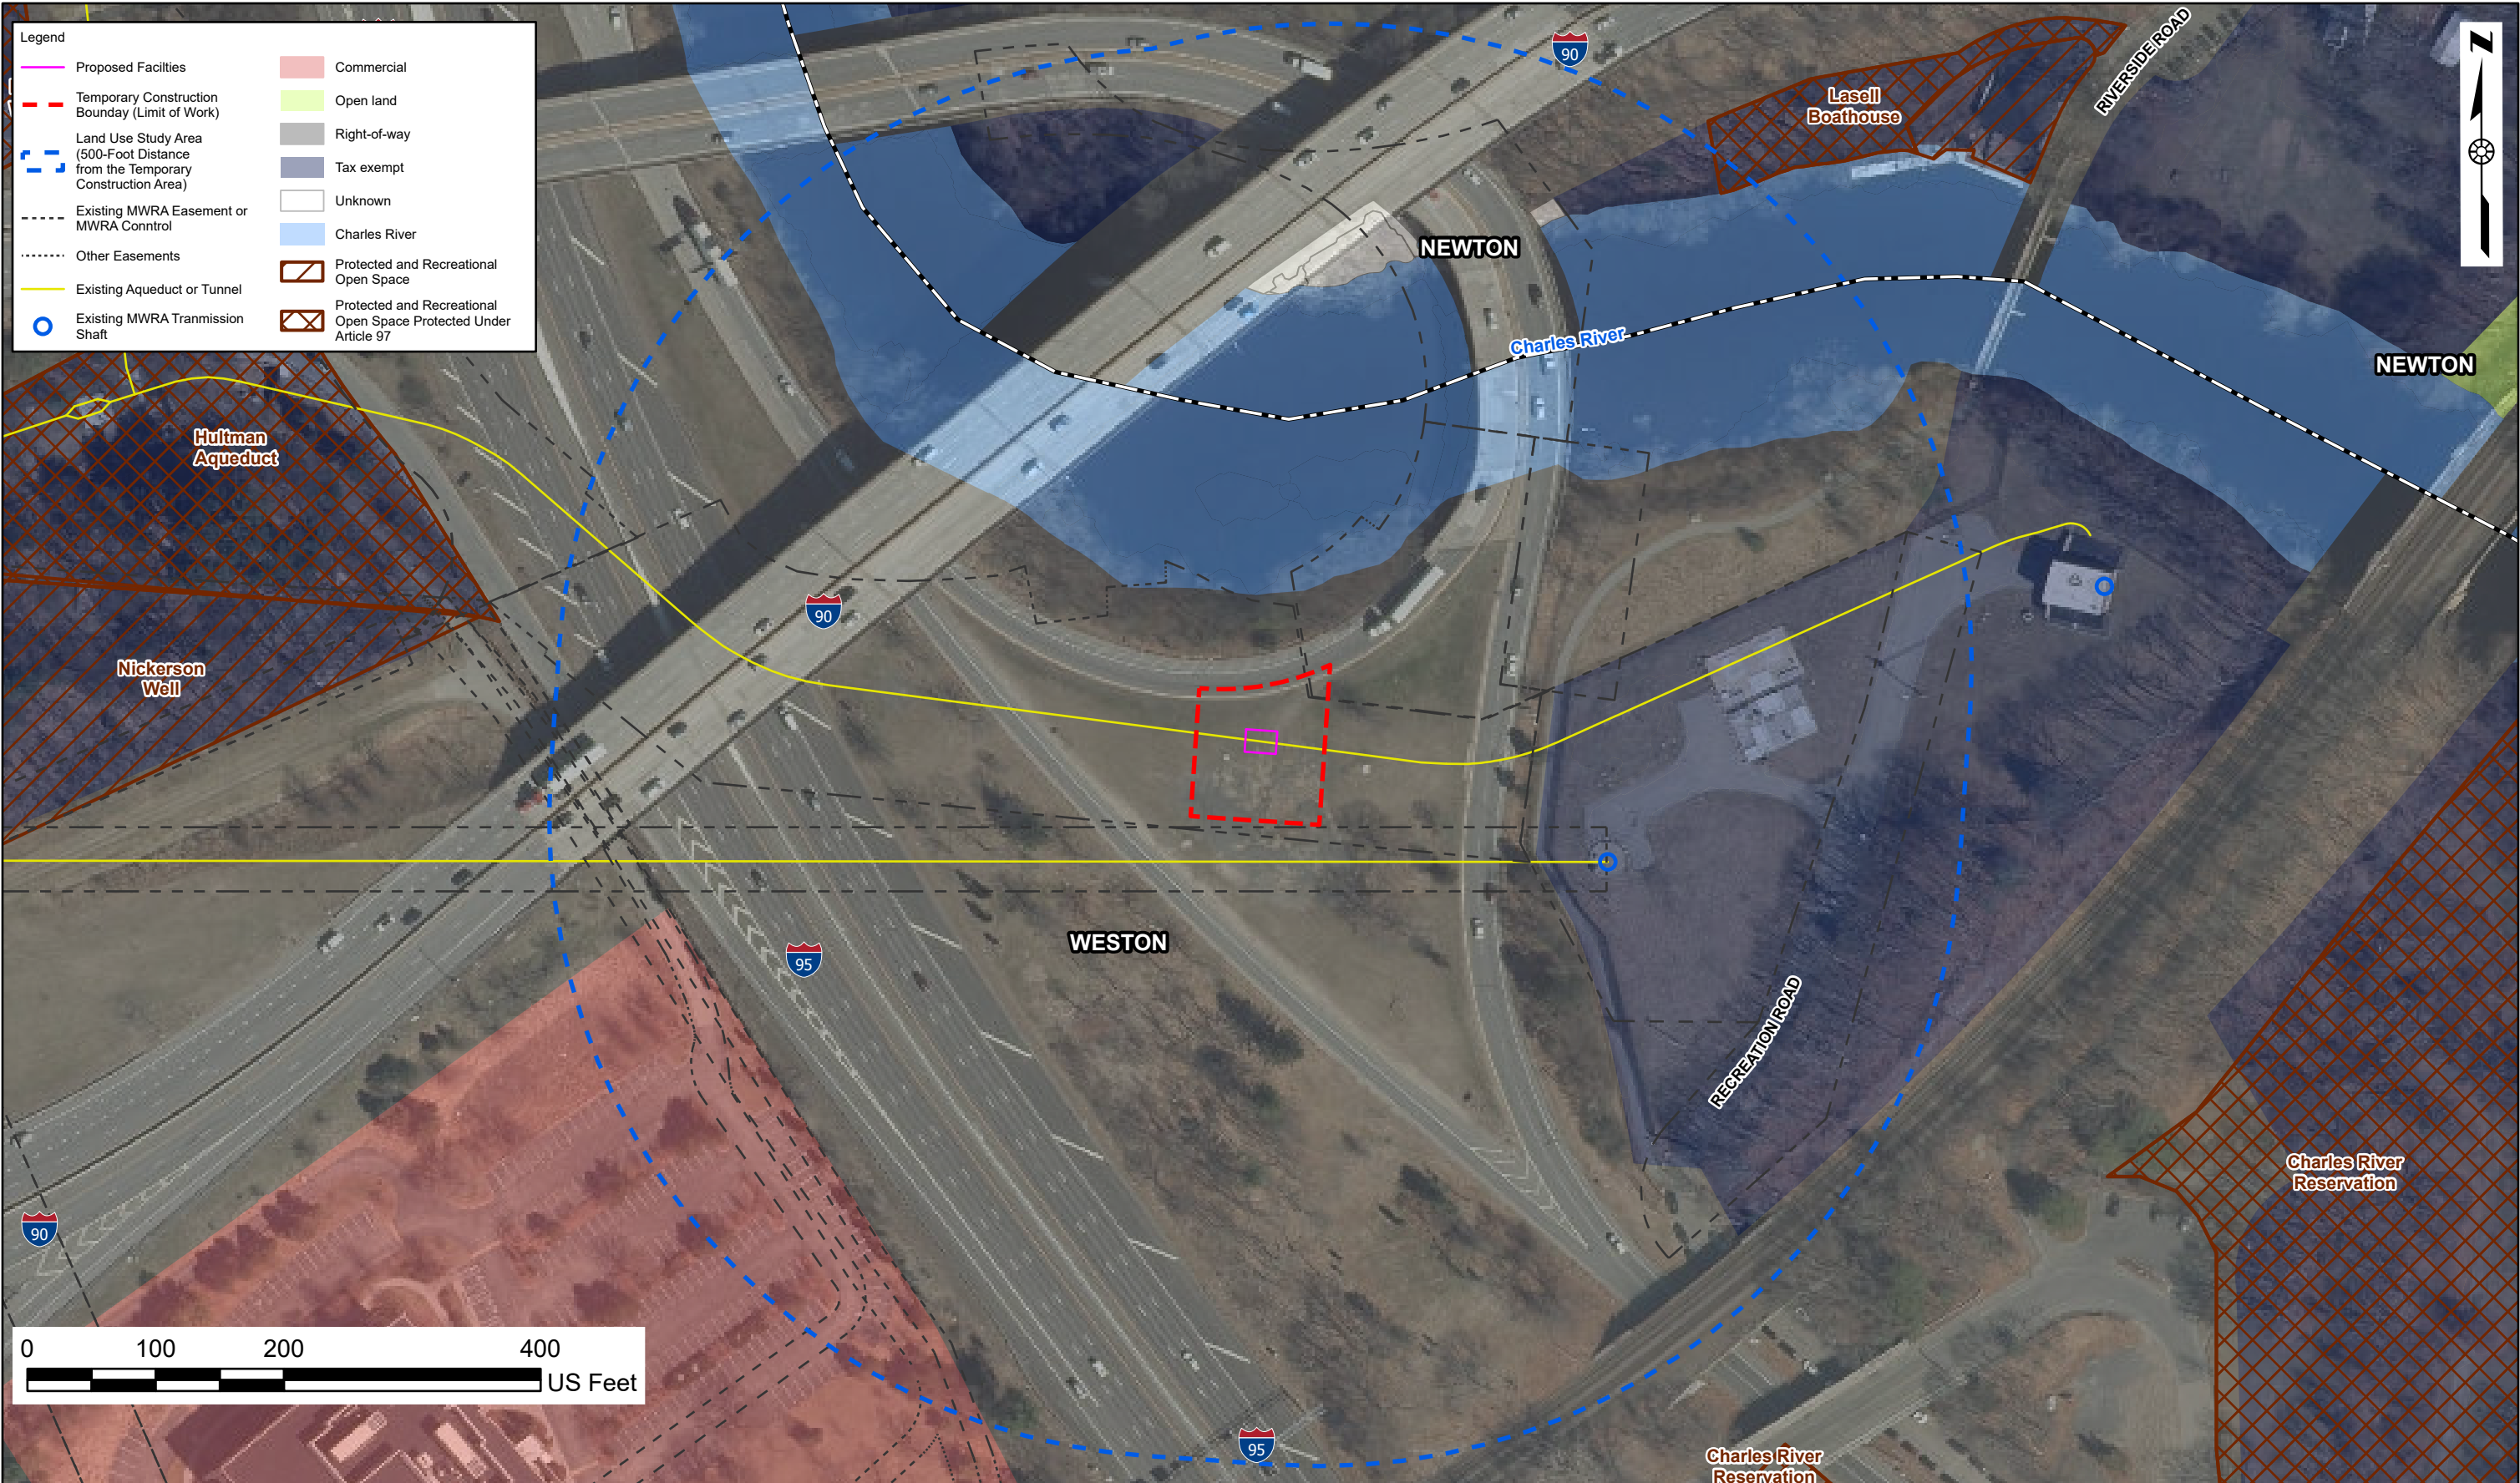 Legend
Proposed Facilties
Temporary Construction
Bounday (Limit of Work)
Land Use Study Area
(500-Foot Distance
from the Temporary
Construction Area)
Existing MWRA Easement or
MWRA Conntrol
Other Easements
Existing Aqueduct or Tunnel
Existing MWRA Tranmission
Shaft
Commercial
Open land
Right-of-way
Tax exempt
Unknown
Charles River
Protected and Recreational
Open Space
Protected and Recreational
Open Space Protected Under
Article 97
90
Lasell
Boathouse
RIVERSIDE ROAD
N
NEWTON
Charles River
NEWTON
Hultman
Aqueduct
90
Nickerson
Well
WESTON
95
RECREATION ROAD
Charles River
Reservation
90
0 100 200 400
US Feet
95
Charles River
Reservation